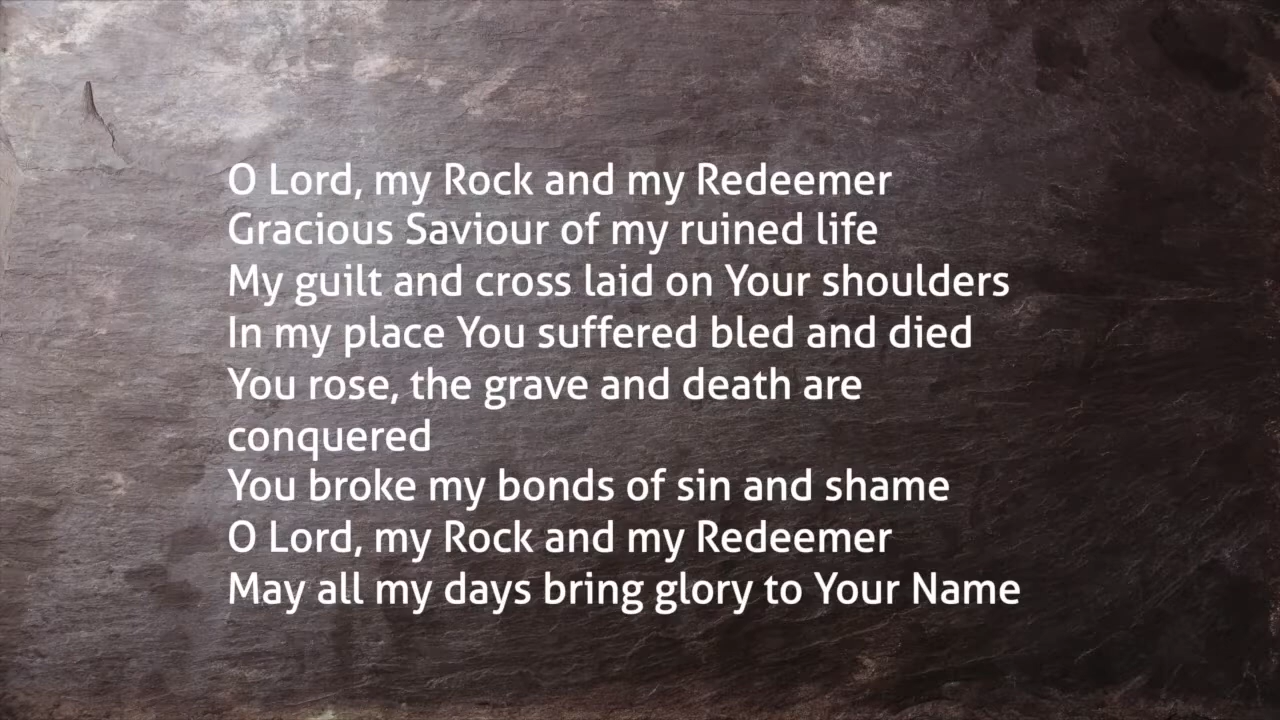 O Lord, my Rock and my Redeemer
Gracious Saviour of my ruined life
My guilt and cross laid on Your shoulders
In my place You suffered bled and died
You rose, the grave and death are
conquered
You broke my bonds of sin and shame
O Lord, my Rock and my Redeemer
May all my days bring glory to Your Name